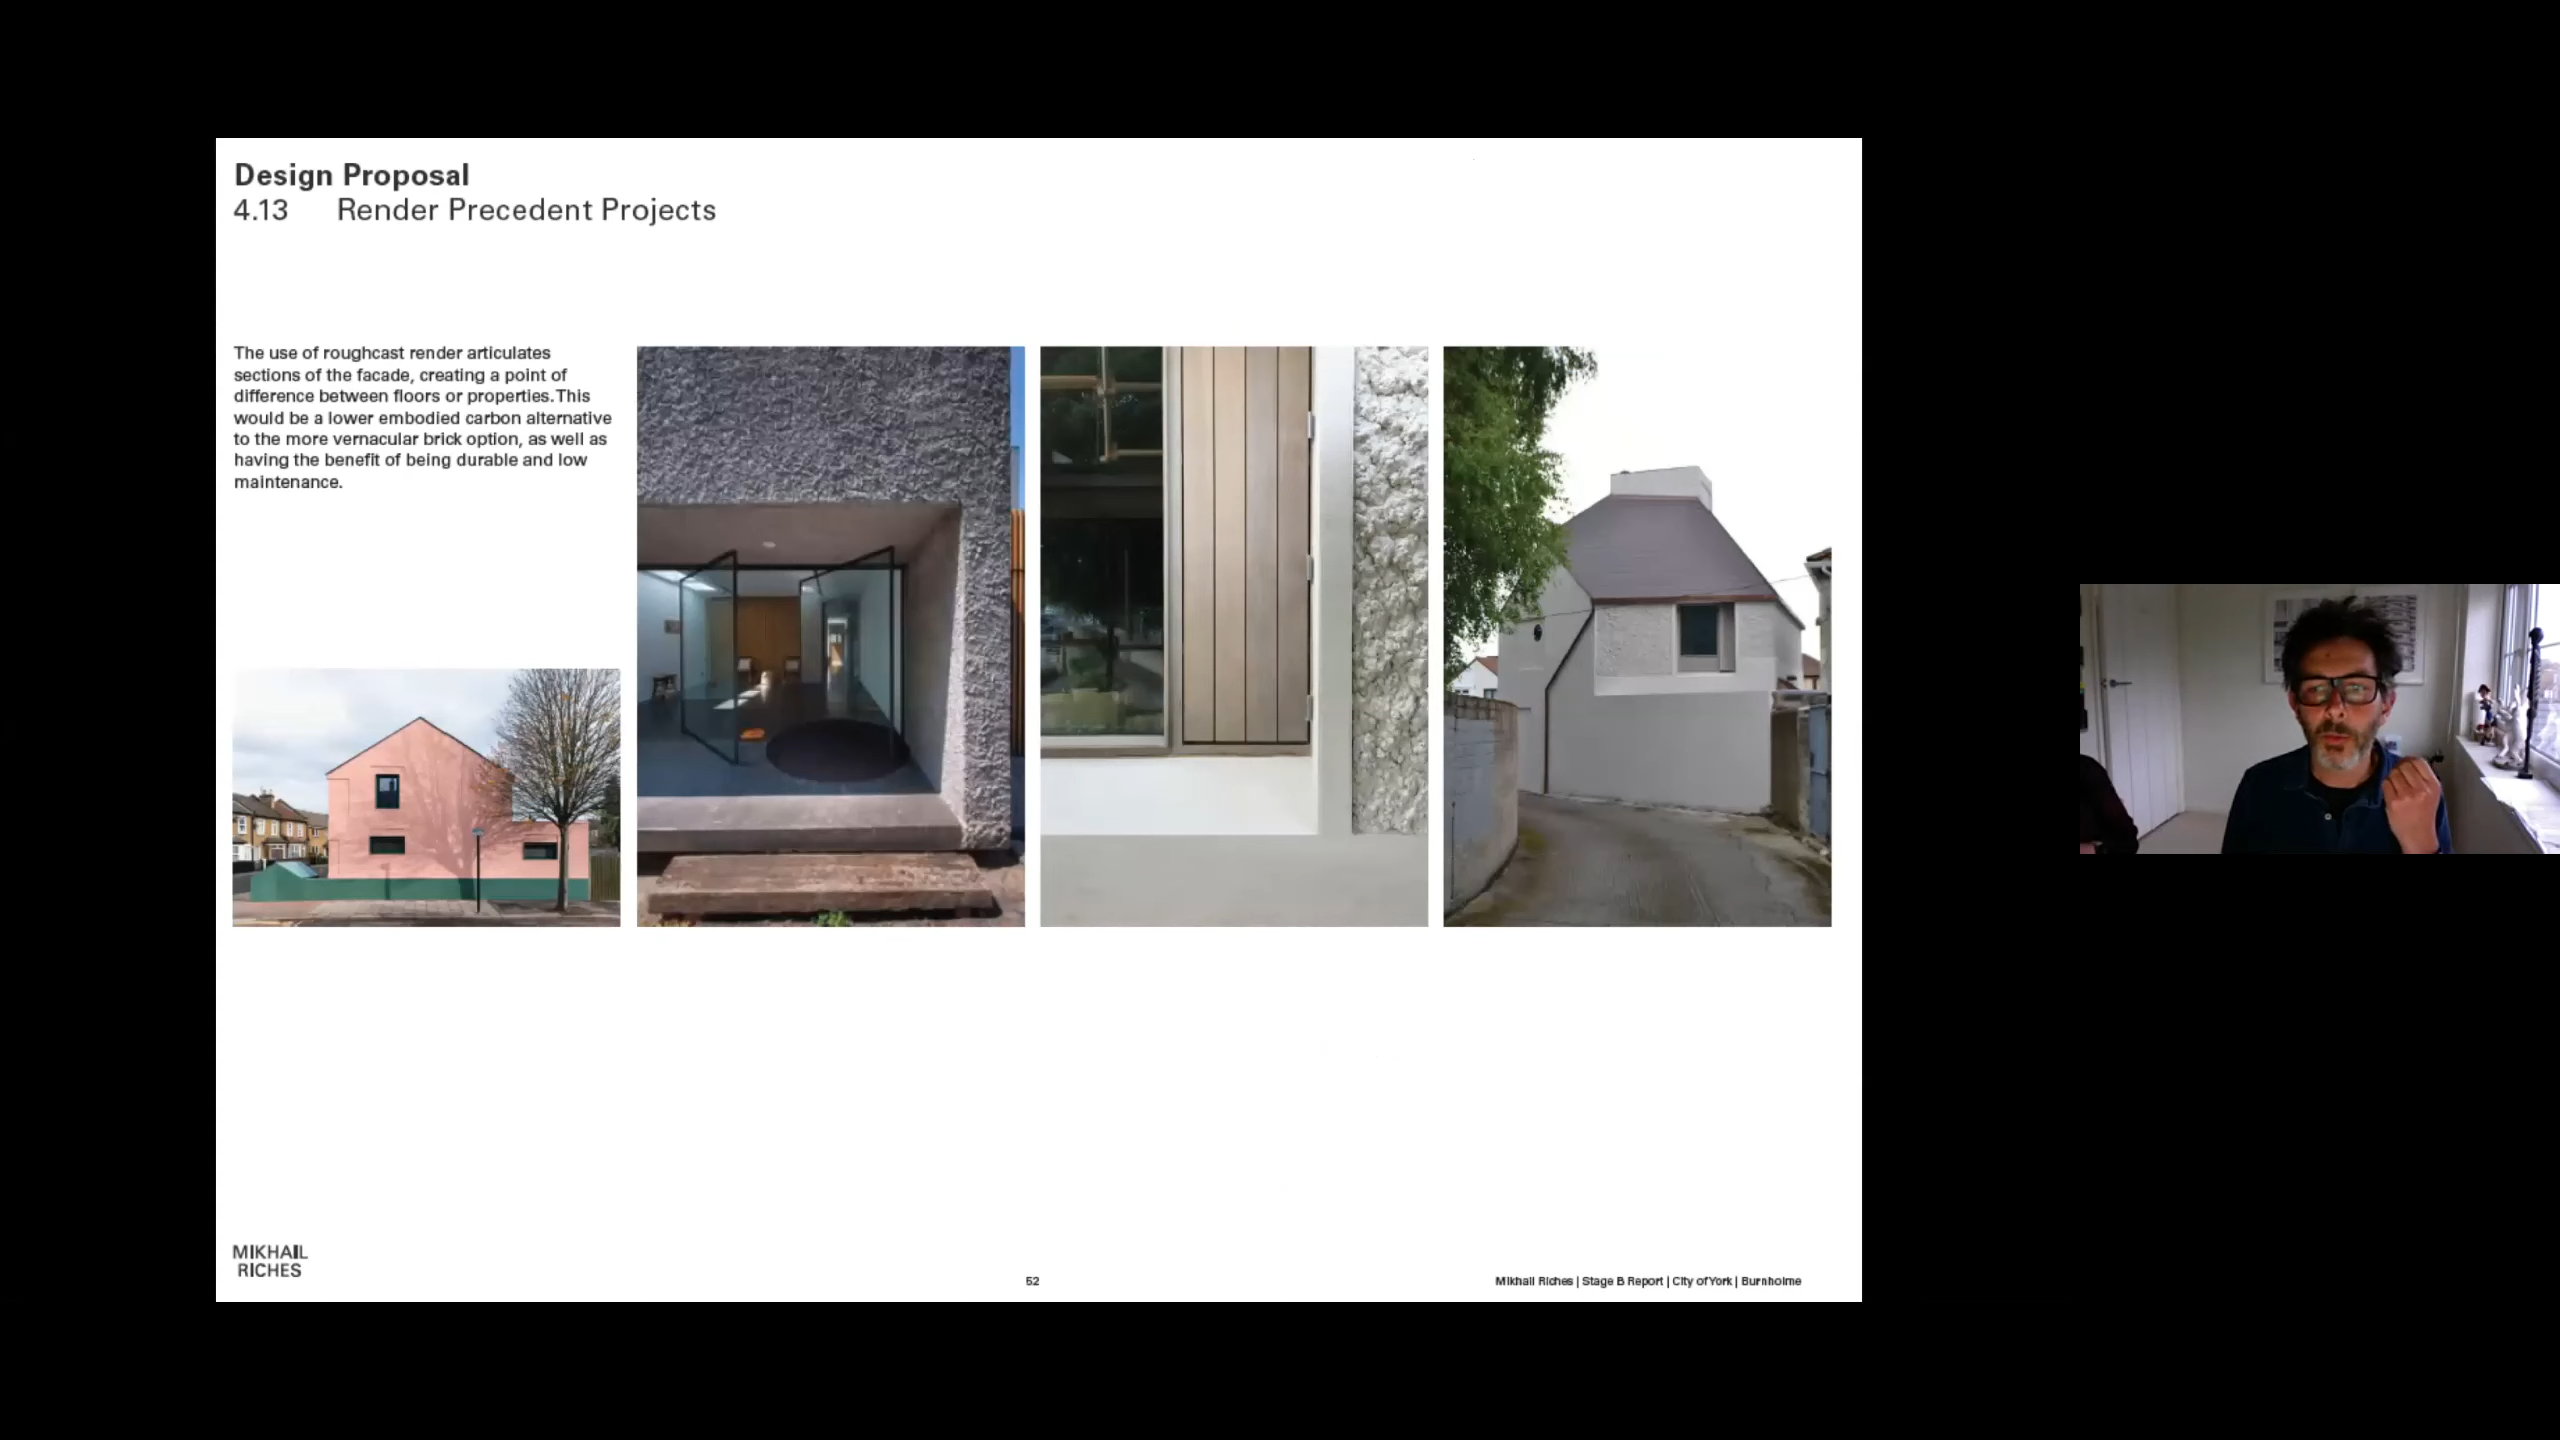 Design Proposal
4.13 Render Precedent Projects
The use of roughcast render articulates
sections of the facade, creating a point of
difference between floors or properties. This
would be a lower embodied carbon alternative
to the more vernacular brick option, as well as
having the benefit of being durable and low
maintenance.
MIKHAIL
RICHES
52
Mikhail Riches | Stage B Report | City of York | Burnholme